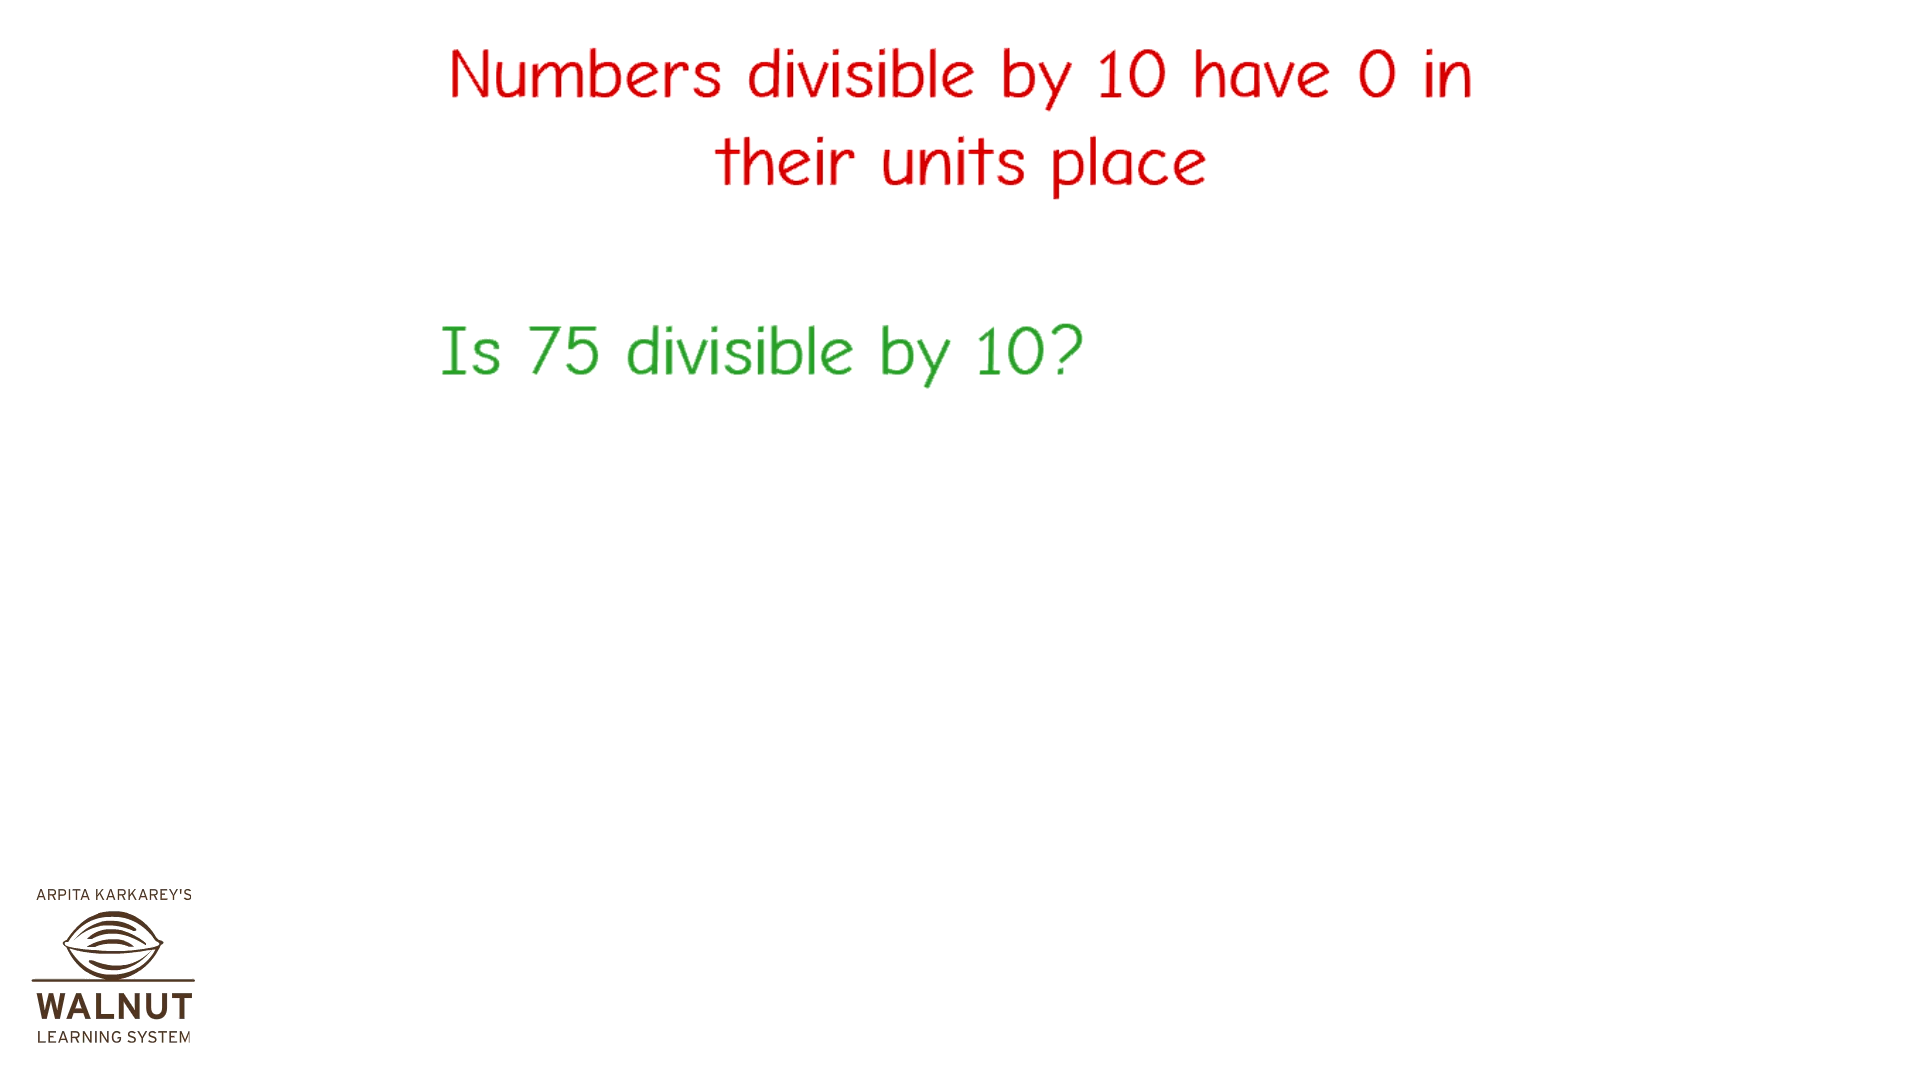 Numbers divisible by 10 have 0 in
their units place
Is 75 divisible by 10?
ARPITA KARKAREY'S
WALNUT
LEARNING SYSTEM